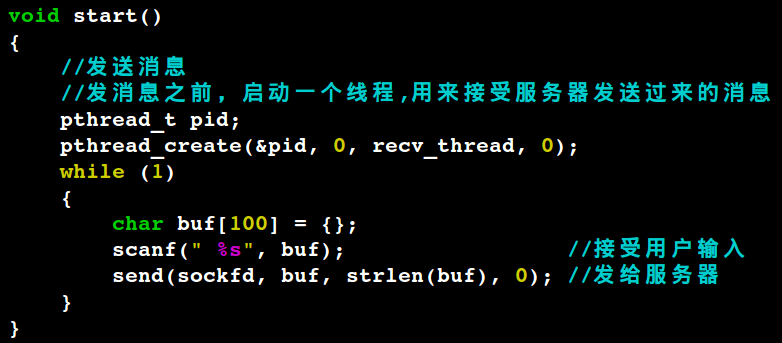 void start()
{
    //发送消息
    //发消息之前，启动一个线程,用来接受服务器发送过来的消息
    pthread_t pid;
    pthread_create(&pid, 0, recv_thread, 0);
    while (1)
    {
        char buf[100] = {};
        scanf(" %s", buf);                 //接受用户输入
        send(sockfd, buf, strlen(buf), 0); //发给服务器
    }
}